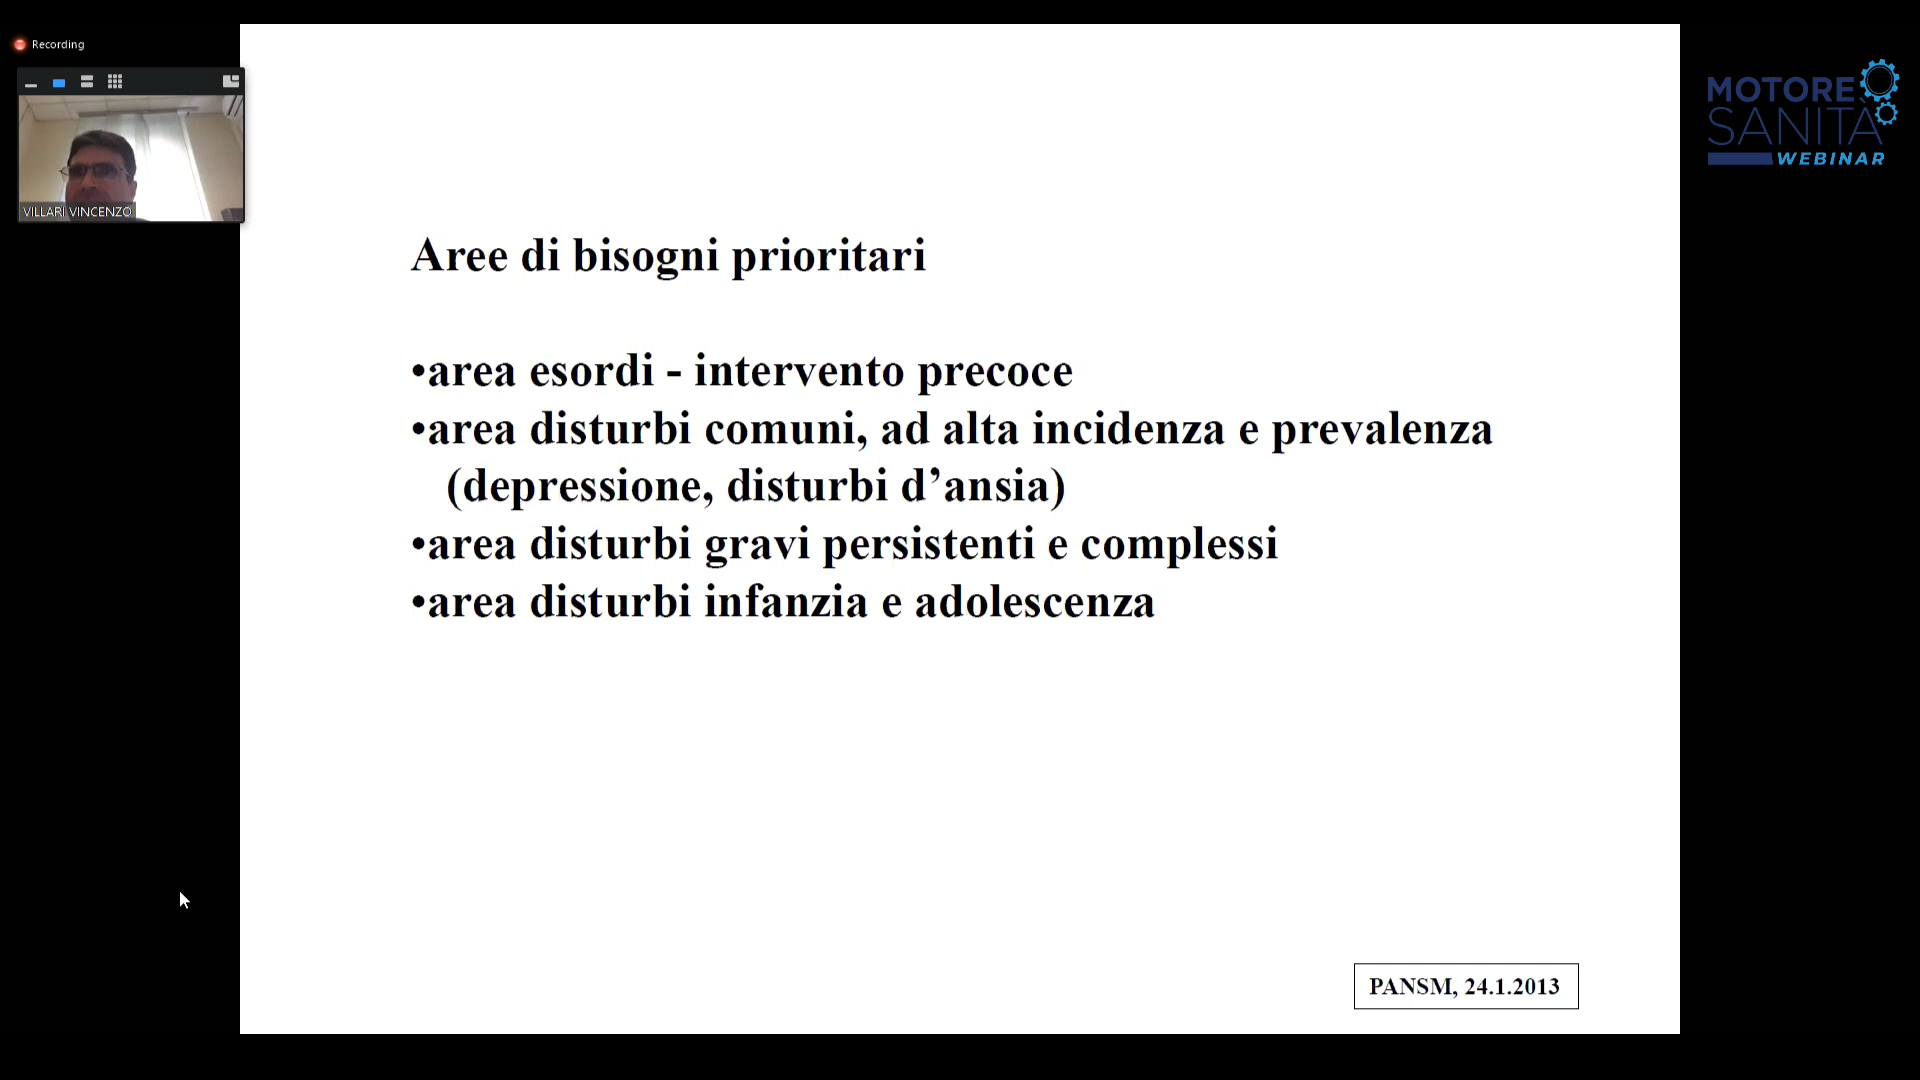 Recording
VILLARI VINCENZO
MOTORE
SANITÀ
WEBINAR
Aree di bisogni prioritari
•area esordi - intervento precoce
•area disturbi comuni, ad alta incidenza e prevalenza
(depressione, disturbi d’ansia)
•area disturbi gravi persistenti e complessi
•area disturbi infanzia e adolescenza
PANSM, 24.1.2013